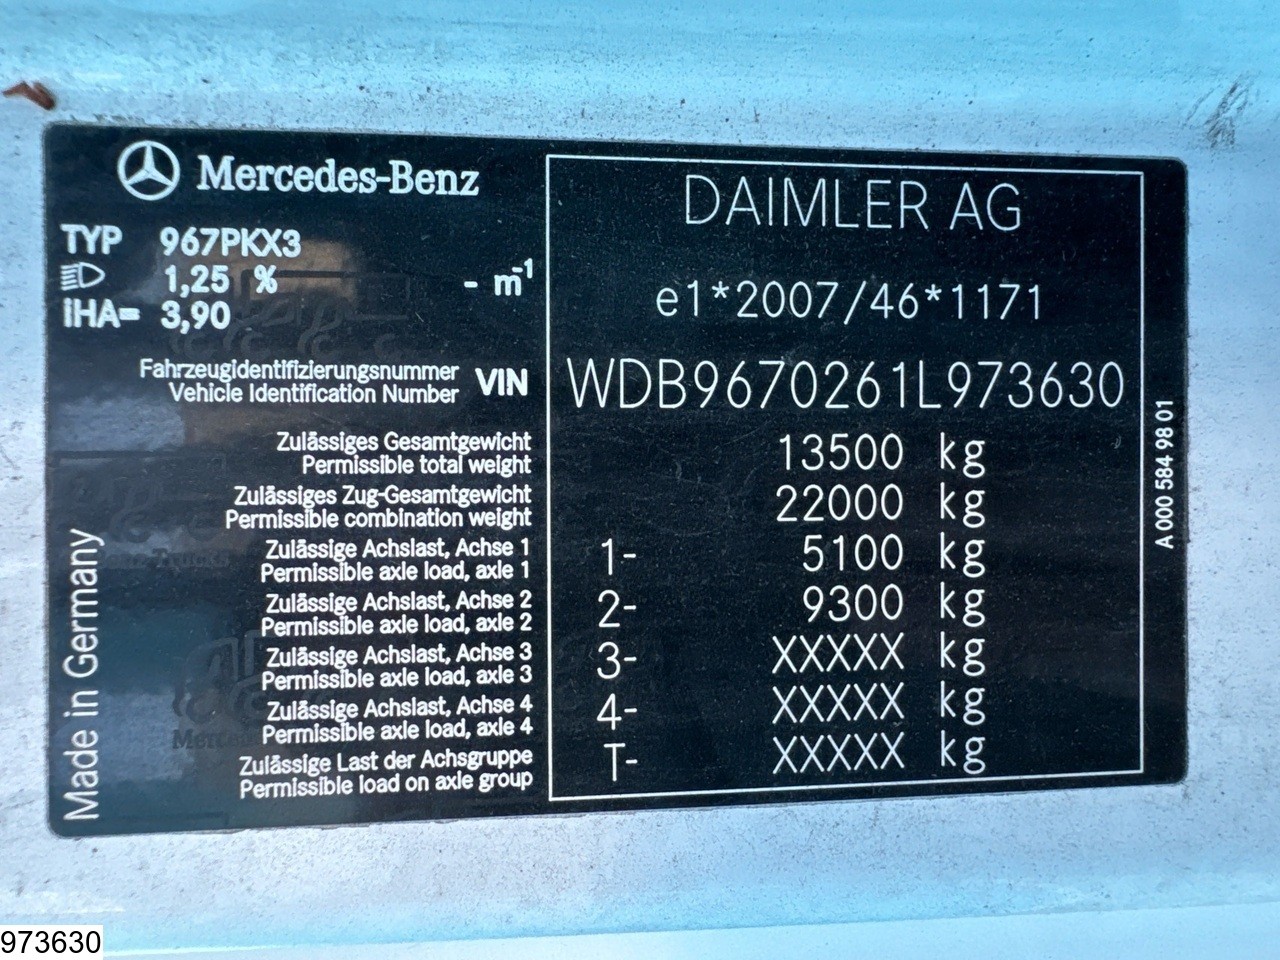 Mercedes-Benz
TYP 967PKX3
1,25 % - m-1
IHA= 3,90
DAIMLER AG
e1*2007/46*1171
Fahrzeugidentifizierungsnummer
Vehicle Identification Number
VIN WDB9670261L973630
Zulässiges Gesamtgewicht
Permissible total weight
13500 kg
Zulässiges Zug-Gesamtgewicht
Permissible combination weight
22000 kg
Zulässige Achslast, Achse 1
Permissible axle load, axle 1
1- 5100 kg
Zulässige Achslast, Achse 2
Permissible axle load, axle 2
2- 9300 kg
Zulässige Achslast, Achse 3
Permissible axle load, axle 3
3- XXXXX kg
Zulässige Achslast, Achse 4
Permissible axle load, axle 4
4- XXXXX kg
Zulässige Last der Achsgruppe
Permissible load on axle group
T- XXXXX kg
Made in Germany
A 000 584 98 01
973630